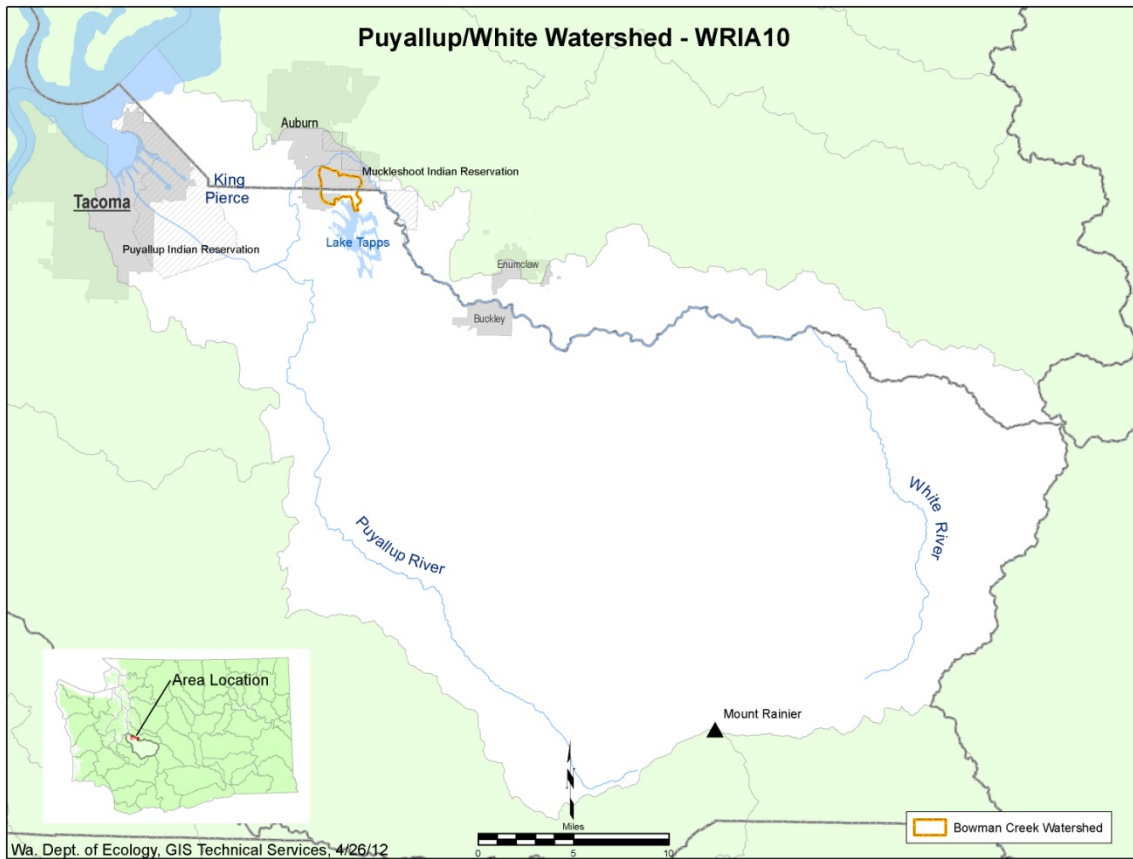 Puyallup/White Watershed - WRIA10
Auburn
Muckleshoot Indian Reservation
King
Pierce
Tacoma
Puyallup Indian Reservation
Lake Tapps
Enumclaw
Buckley
Puyallup River
White River
Area Location
Mount Rainier
N
Miles
0 5 10
Bowman Creek Watershed
Wa. Dept. of Ecology, GIS Technical Services, 4/26/12